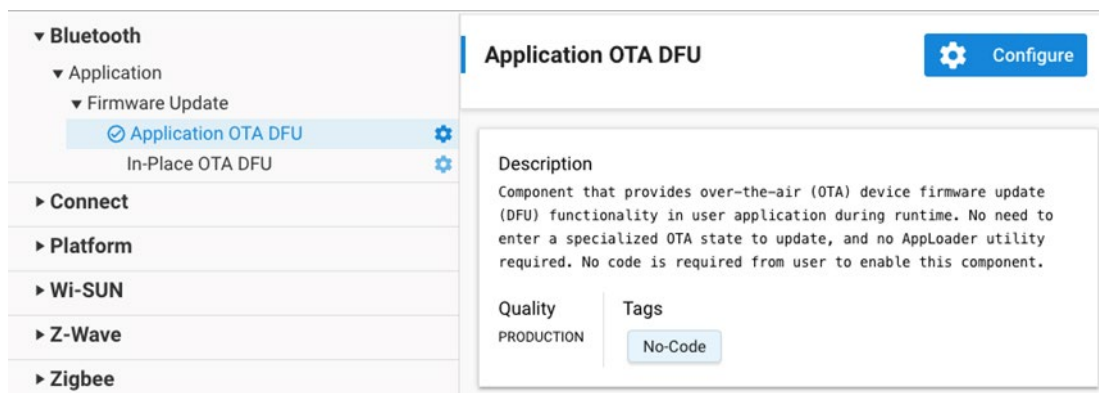 Bluetooth
Application
Firmware Update
Application OTA DFU
In-Place OTA DFU
Connect
Platform
Wi-SUN
Z-Wave
Zigbee
Application OTA DFU
Configure
Description
Component that provides over-the-air (OTA) device firmware update
(DFU) functionality in user application during runtime. No need to
enter a specialized OTA state to update, and no AppLoader utility
required. No code is required from user to enable this component.
Quality
PRODUCTION
Tags
No-Code